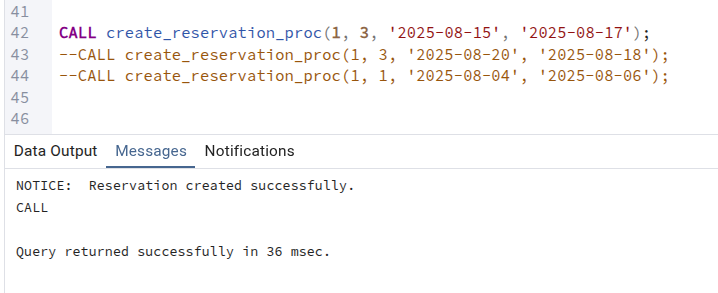 41
42 CALL create_reservation_proc(1, 3, '2025-08-15', '2025-08-17');
43 --CALL create_reservation_proc(1, 3, '2025-08-20', '2025-08-18');
44 --CALL create_reservation_proc(1, 1, '2025-08-04', '2025-08-06');
45
46
Data Output Messages Notifications
NOTICE:  Reservation created successfully.
CALL
Query returned successfully in 36 msec.